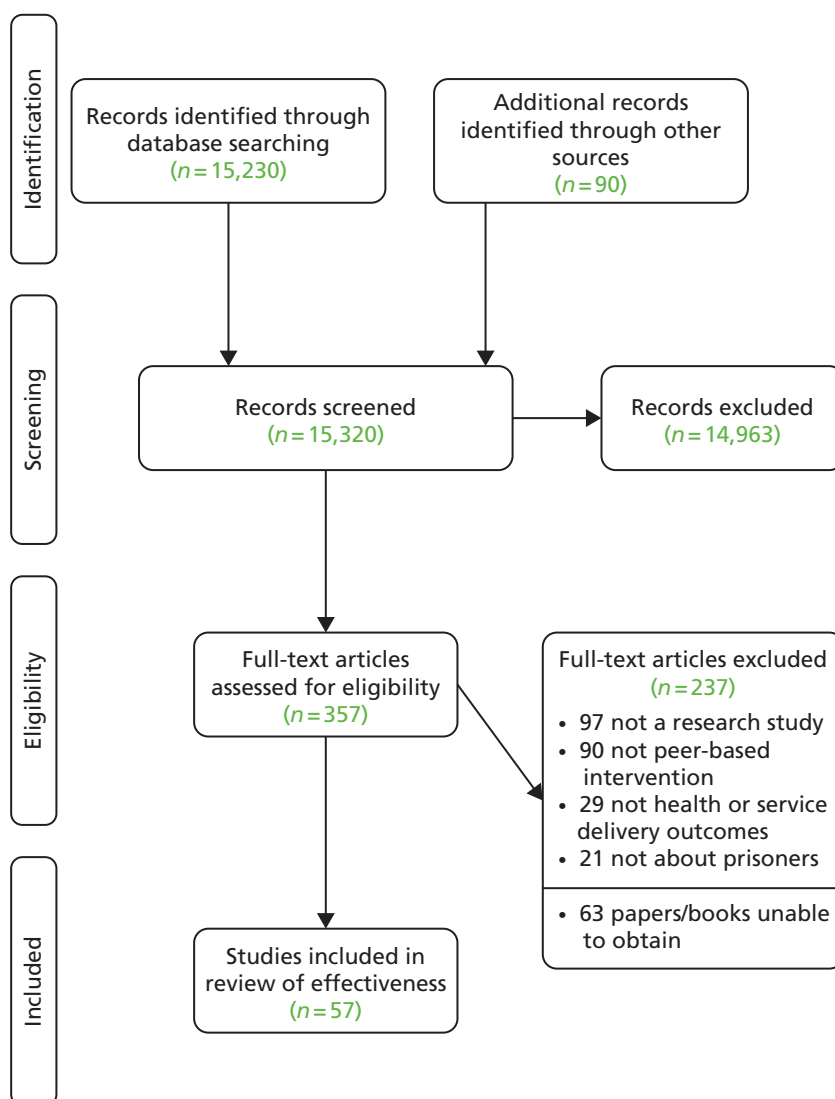 Identification
Records identified through
database searching
(n = 15,230)
Additional records
identified through other
sources
(n = 90)
Screening
Records screened
(n = 15,320)
Records excluded
(n = 14,963)
Eligibility
Full-text articles
assessed for eligibility
(n = 357)
Full-text articles excluded
(n = 237)
• 97 not a research study
• 90 not peer-based
intervention
• 29 not health or service
delivery outcomes
• 21 not about prisoners
• 63 papers/books unable
to obtain
Included
Studies included in
review of effectiveness
(n = 57)